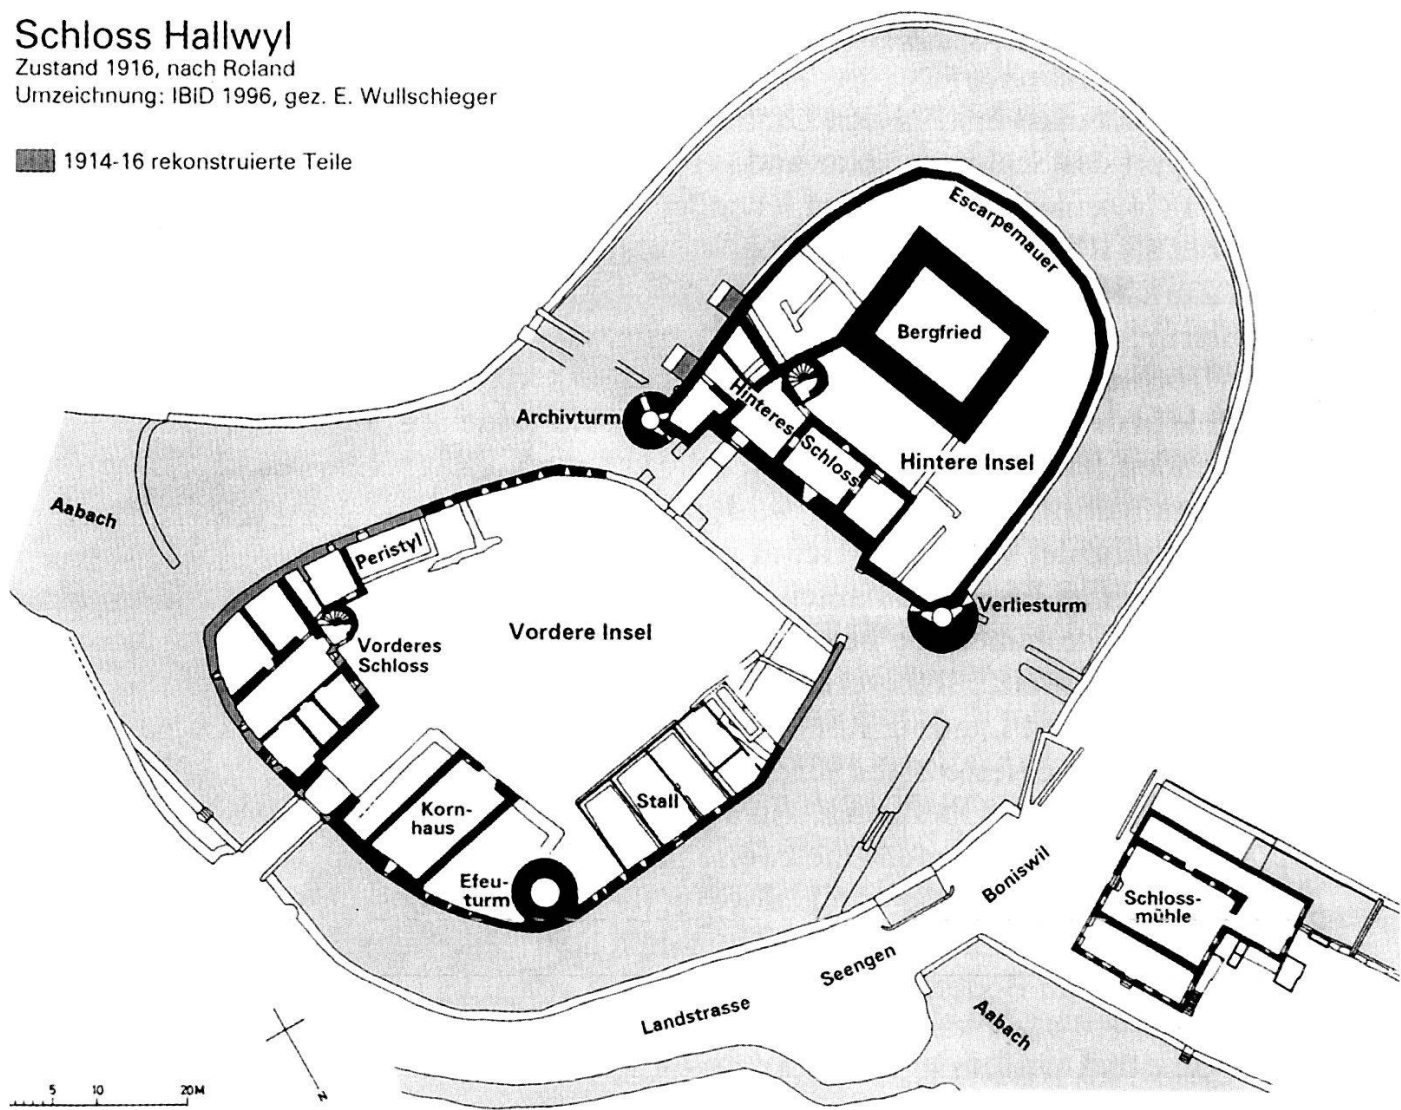 Schloss Hallwyl
Zustand 1916, nach Roland
Umzeichnung: IBID 1996, gez. E. Wullschleger
1914-16 rekonstruierte Teile
Escarpemauer
Bergfried
Archivturm
Hinteres
Schloss
Hintere Insel
Aabach
Peristyl
Verliesturm
Vordere Insel
Vorderes
Schloss
Stall
Korn-
haus
Efeu-
turm
Boniswil
Schloss-
mühle
Seengen
Landstrasse
Aabach
N
5 10 20M